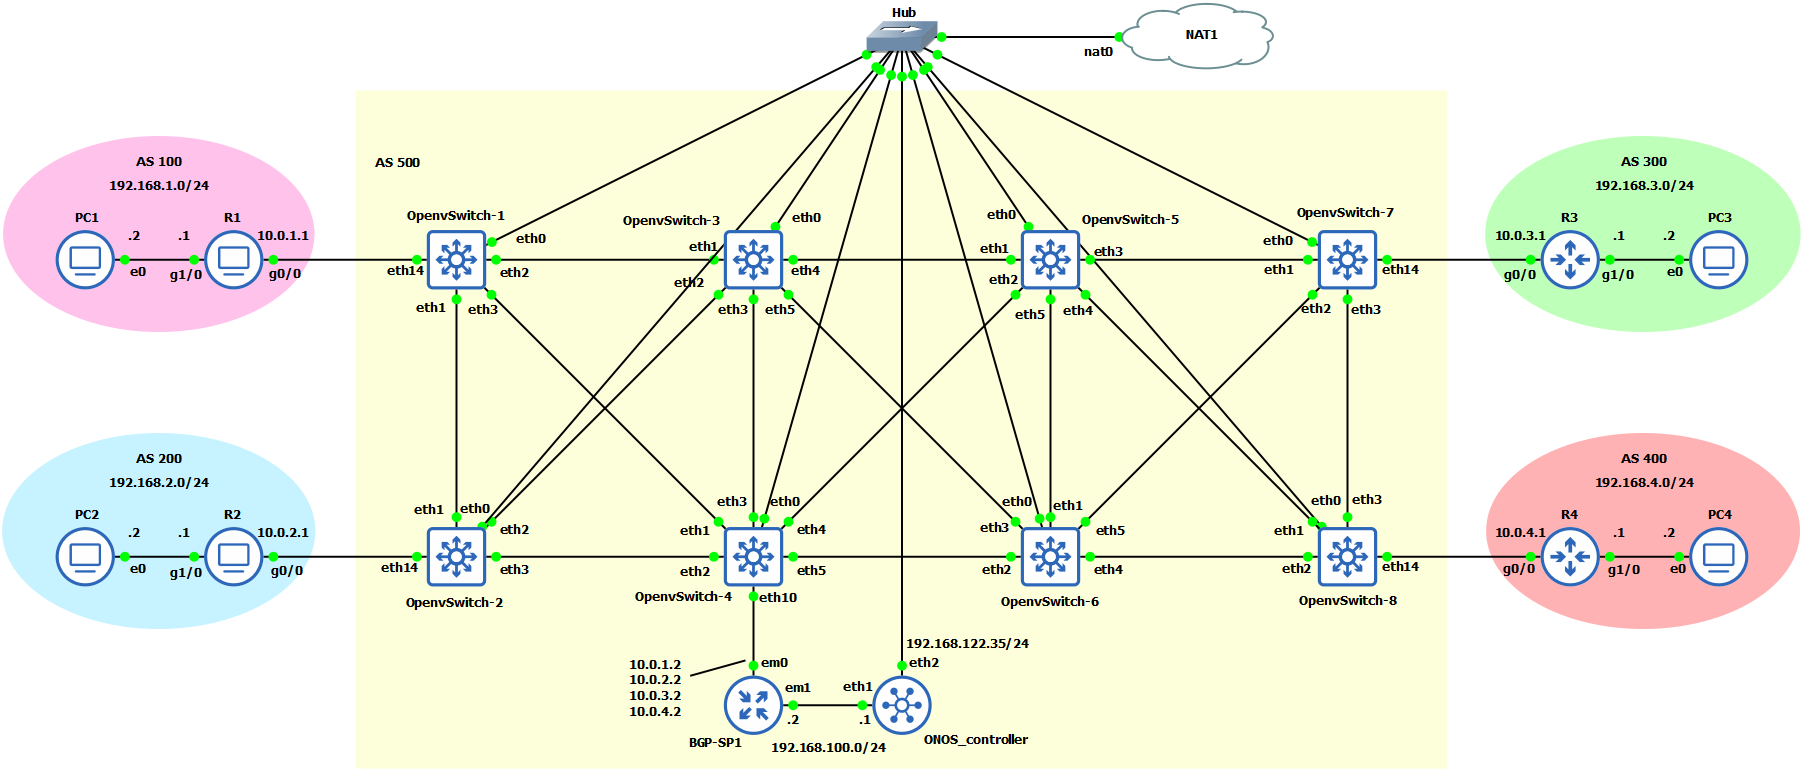 Hub
NAT1
nat0
AS 500
AS 100
192.168.1.0/24
PC1
R1
.2
.1
10.0.1.1
e0
g1/0
g0/0
OpenvSwitch-1
eth0
eth14
eth2
eth1
eth3
OpenvSwitch-3
eth0
eth1
eth4
eth2
eth3
eth5
OpenvSwitch-5
eth0
eth1
eth3
eth2
eth5
eth4
OpenvSwitch-7
eth0
eth1
eth14
eth2
eth3
AS 300
192.168.3.0/24
R3
PC3
10.0.3.1
.1
.2
g0/0
g1/0
e0
AS 200
192.168.2.0/24
PC2
R2
.2
.1
10.0.2.1
e0
g1/0
g0/0
eth1
eth0
eth2
eth14
eth3
OpenvSwitch-2
eth3
eth0
eth1
eth4
eth2
eth5
OpenvSwitch-4
eth10
eth0
eth1
eth3
eth5
eth2
eth4
OpenvSwitch-6
eth0
eth3
eth1
eth2
eth14
OpenvSwitch-8
AS 400
192.168.4.0/24
R4
PC4
10.0.4.1
.1
.2
g0/0
g1/0
e0
192.168.122.35/24
10.0.1.2
10.0.2.2
10.0.3.2
10.0.4.2
em0
eth2
em1
eth1
.2
.1
BGP-SP1
192.168.100.0/24
ONOS_controller